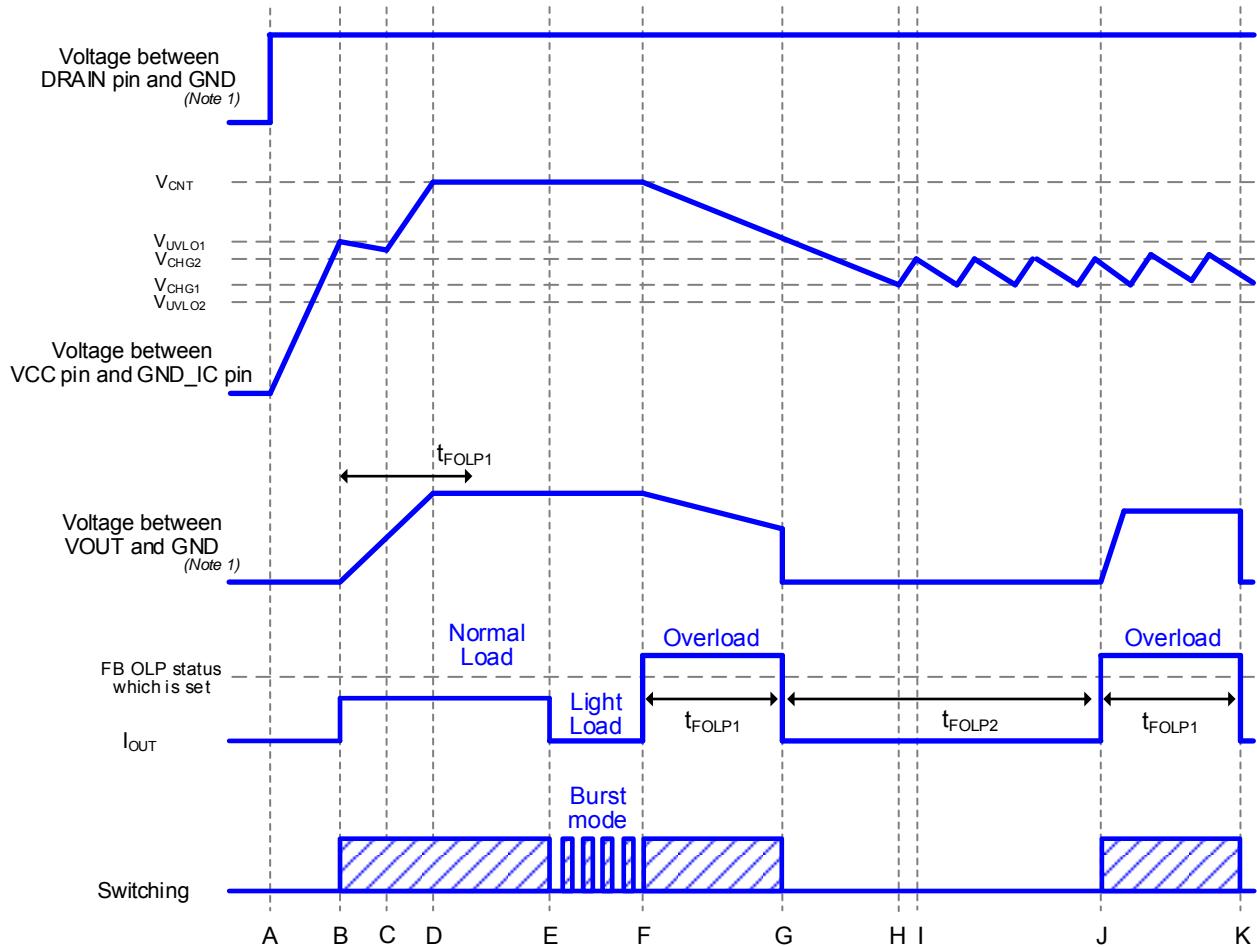 Voltage between
DRAIN pin and GND
(Note 1)
VCNT
VUVLO1
VCHG2
VCHG1
VUVLO2
Voltage between
VCC pin and GND_IC pin
tFOLP1
Voltage between
VOUT and GND
(Note 1)
Normal
Load
Overload
Overload
FB OLP status
which is set
Light
Load
tFOLP1
tFOLP2
tFOLP1
IOUT
Burst
mode
Switching
A B C D E F G H I J K